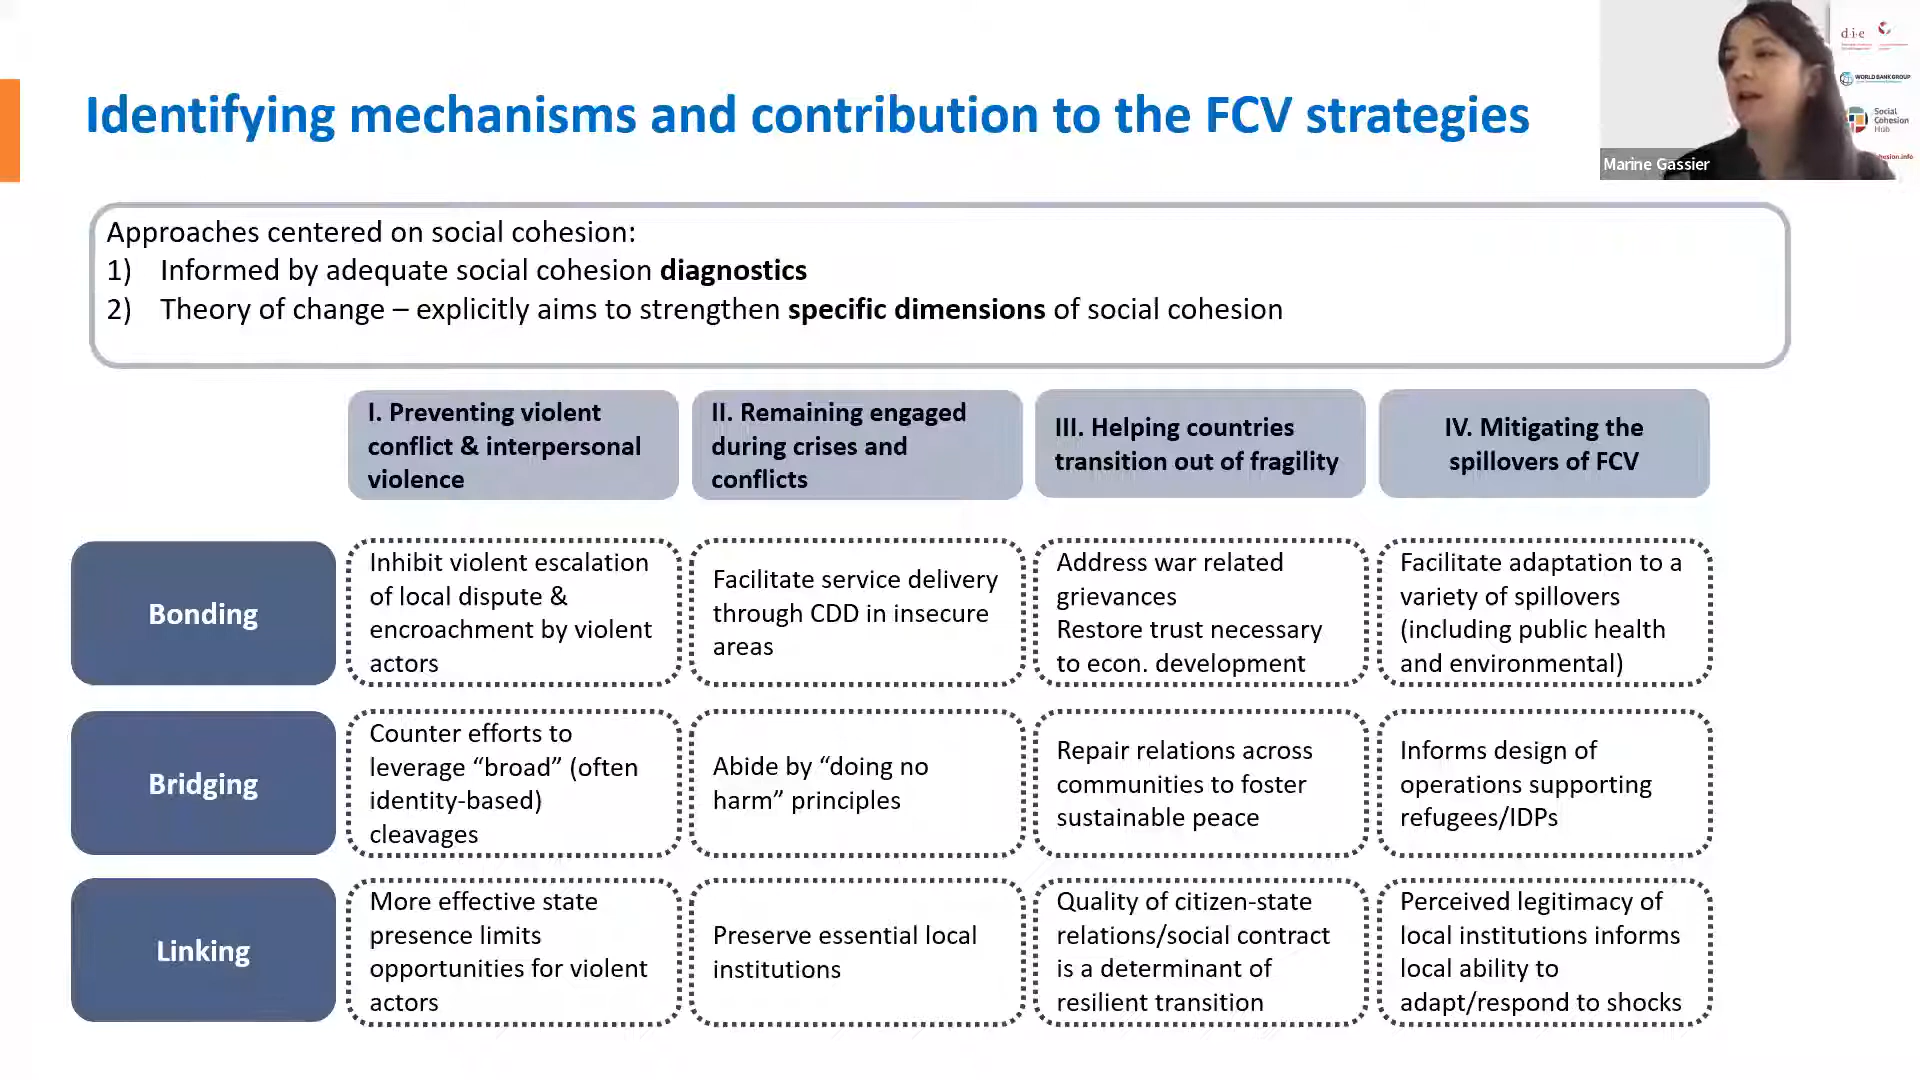 Identifying mechanisms and contribution to the FCV strategies
d·i·e
WORLD BANK GROUP
Social
Cohesion
Hub
Marine Gassier
Approaches centered on social cohesion:
1) Informed by adequate social cohesion diagnostics
2) Theory of change – explicitly aims to strengthen specific dimensions of social cohesion
I. Preventing violent
conflict & interpersonal
violence
II. Remaining engaged
during crises and
conflicts
III. Helping countries
transition out of fragility
IV. Mitigating the
spillovers of FCV
Bonding
Inhibit violent escalation
of local dispute &
encroachment by violent
actors
Facilitate service delivery
through CDD in insecure
areas
Address war related
grievances
Restore trust necessary
to econ. development
Facilitate adaptation to a
variety of spillovers
(including public health
and environmental)
Bridging
Counter efforts to
leverage “broad” (often
identity-based)
cleavages
Abide by “doing no
harm” principles
Repair relations across
communities to foster
sustainable peace
Informs design of
operations supporting
refugees/IDPs
Linking
More effective state
presence limits
opportunities for violent
actors
Preserve essential local
institutions
Quality of citizen-state
relations/social contract
is a determinant of
resilient transition
Perceived legitimacy of
local institutions informs
local ability to
adapt/respond to shocks